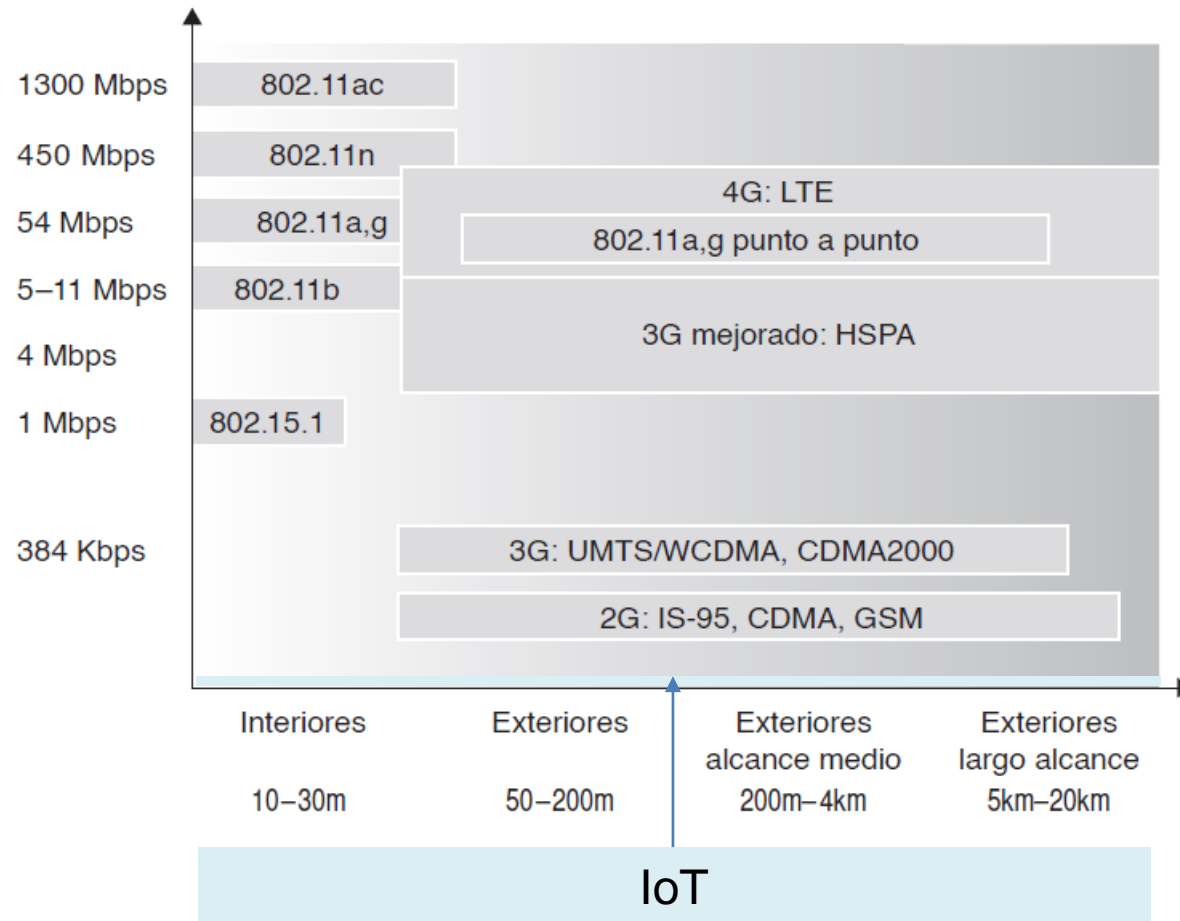 1300 Mbps
802.11ac
450 Mbps
802.11n
4G: LTE
54 Mbps
802.11a,g
802.11a,g punto a punto
5–11 Mbps
802.11b
3G mejorado: HSPA
4 Mbps
1 Mbps
802.15.1
384 Kbps
3G: UMTS/WCDMA, CDMA2000
2G: IS-95, CDMA, GSM
Interiores
10–30m
Exteriores
50–200m
Exteriores
alcance medio
200m–4km
Exteriores
largo alcance
5km–20km
IoT